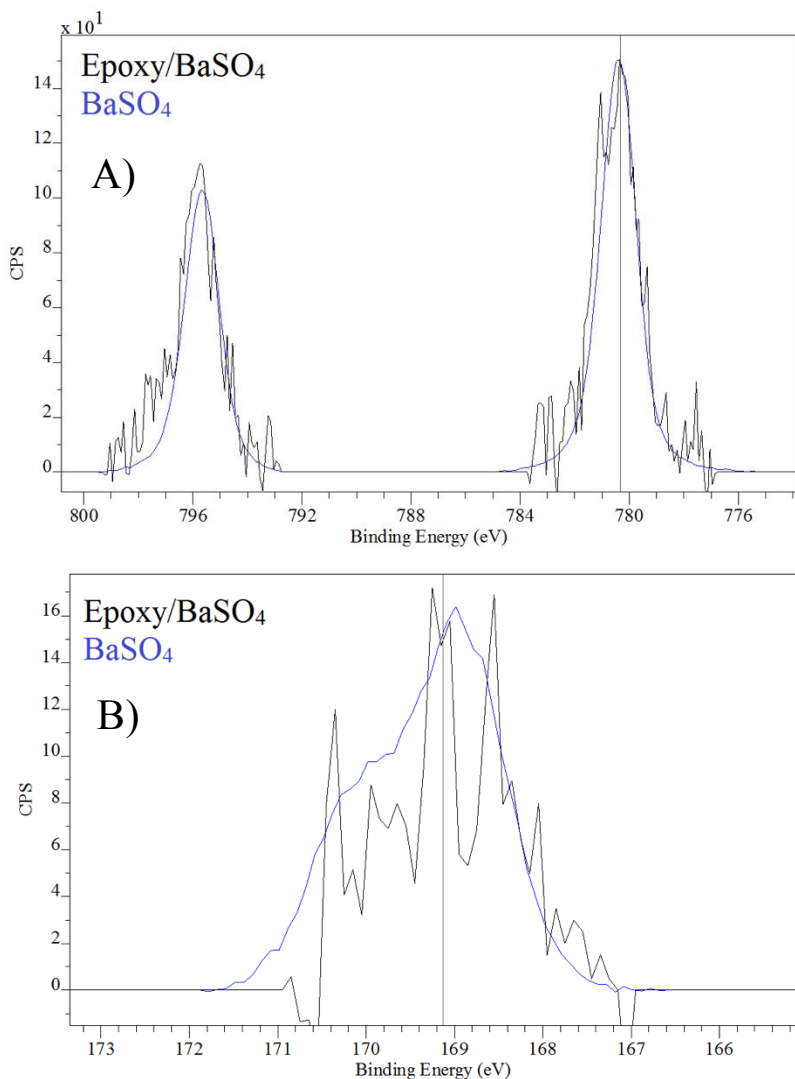 x 10¹
Epoxy/BaSO₄
BaSO₄
A)
14
12
10
8
6
4
2
0
CPS
800 796 792 788 784 780 776
Binding Energy (eV)
Epoxy/BaSO₄
BaSO₄
B)
16
14
12
10
8
6
4
2
0
CPS
173 172 171 170 169 168 167 166
Binding Energy (eV)